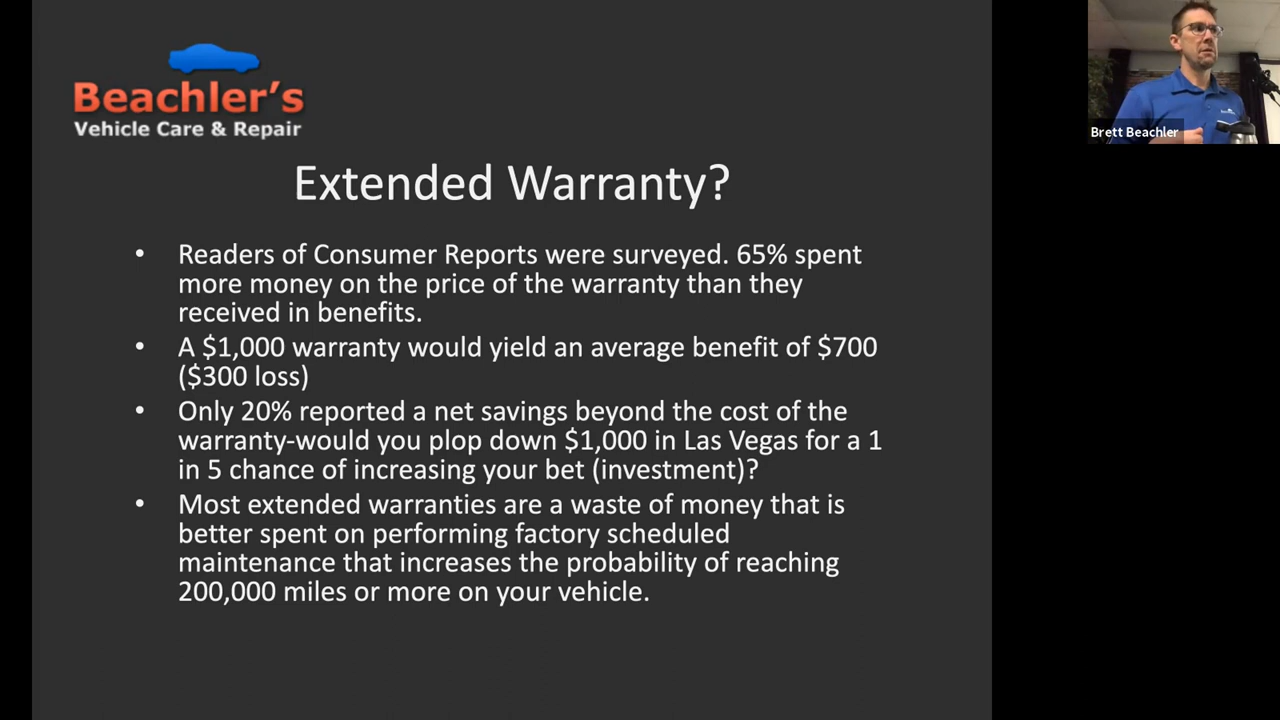 Beachler's
Vehicle Care & Repair
Brett Beachler
Extended Warranty?
• Readers of Consumer Reports were surveyed. 65% spent
more money on the price of the warranty than they
received in benefits.
• A $1,000 warranty would yield an average benefit of $700
($300 loss)
• Only 20% reported a net savings beyond the cost of the
warranty-would you plop down $1,000 in Las Vegas for a 1
in 5 chance of increasing your bet (investment)?
• Most extended warranties are a waste of money that is
better spent on performing factory scheduled
maintenance that increases the probability of reaching
200,000 miles or more on your vehicle.